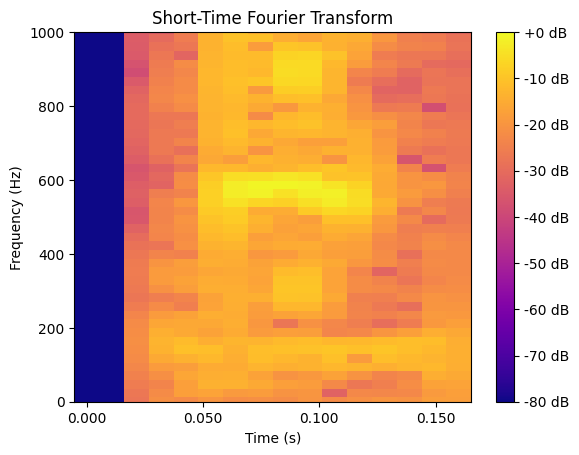 Short-Time Fourier Transform
1000
800
600
400
200
0
Frequency (Hz)
0.000
0.050
0.100
0.150
Time (s)
+0 dB
-10 dB
-20 dB
-30 dB
-40 dB
-50 dB
-60 dB
-70 dB
-80 dB